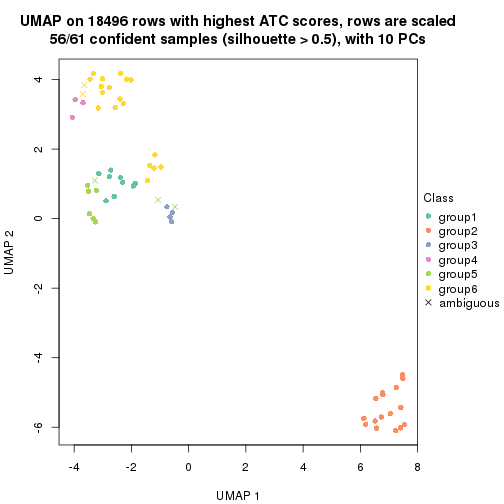 UMAP on 18496 rows with highest ATC scores, rows are scaled
56/61 confident samples (silhouette > 0.5), with 10 PCs
4
2
0
-2
-4
-6
UMAP 2
-4
-2
0
2
4
6
8
UMAP 1
Class
group1
group2
group3
group4
group5
group6
ambiguous